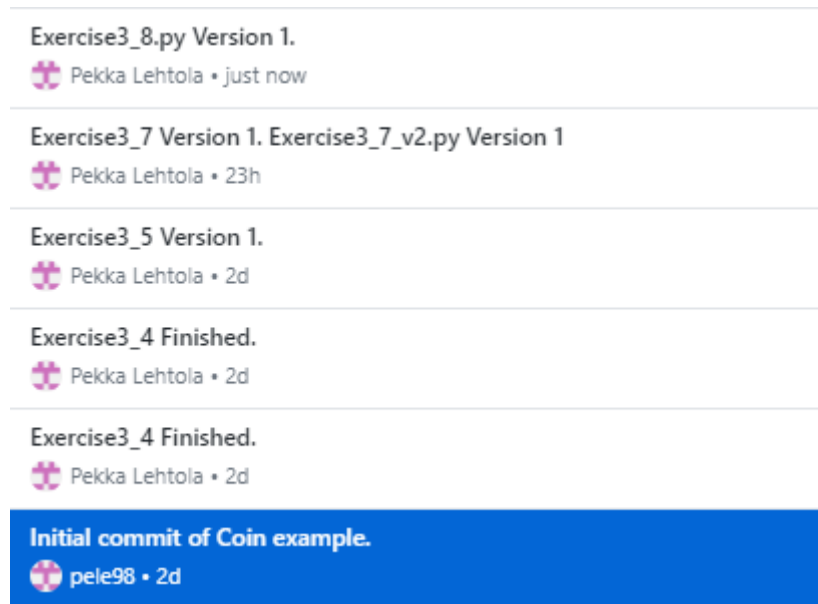 Exercise3_8.py Version 1.
Pekka Lehtola • just now
Exercise3_7 Version 1. Exercise3_7_v2.py Version 1
Pekka Lehtola • 23h
Exercise3_5 Version 1.
Pekka Lehtola • 2d
Exercise3_4 Finished.
Pekka Lehtola • 2d
Exercise3_4 Finished.
Pekka Lehtola • 2d
Initial commit of Coin example.
pele98 • 2d